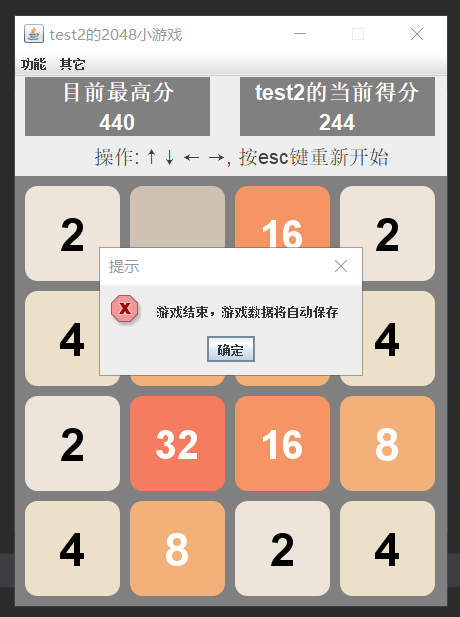 test2的2048小游戏
功能 其它
目前最高分 test2的当前得分
440 244
操作: ↑ ↓ ← →, 按esc键重新开始
2 16 2
提示
4 4
游戏结束，游戏数据将自动保存
确定
2 32 16 8
4 8 2 4